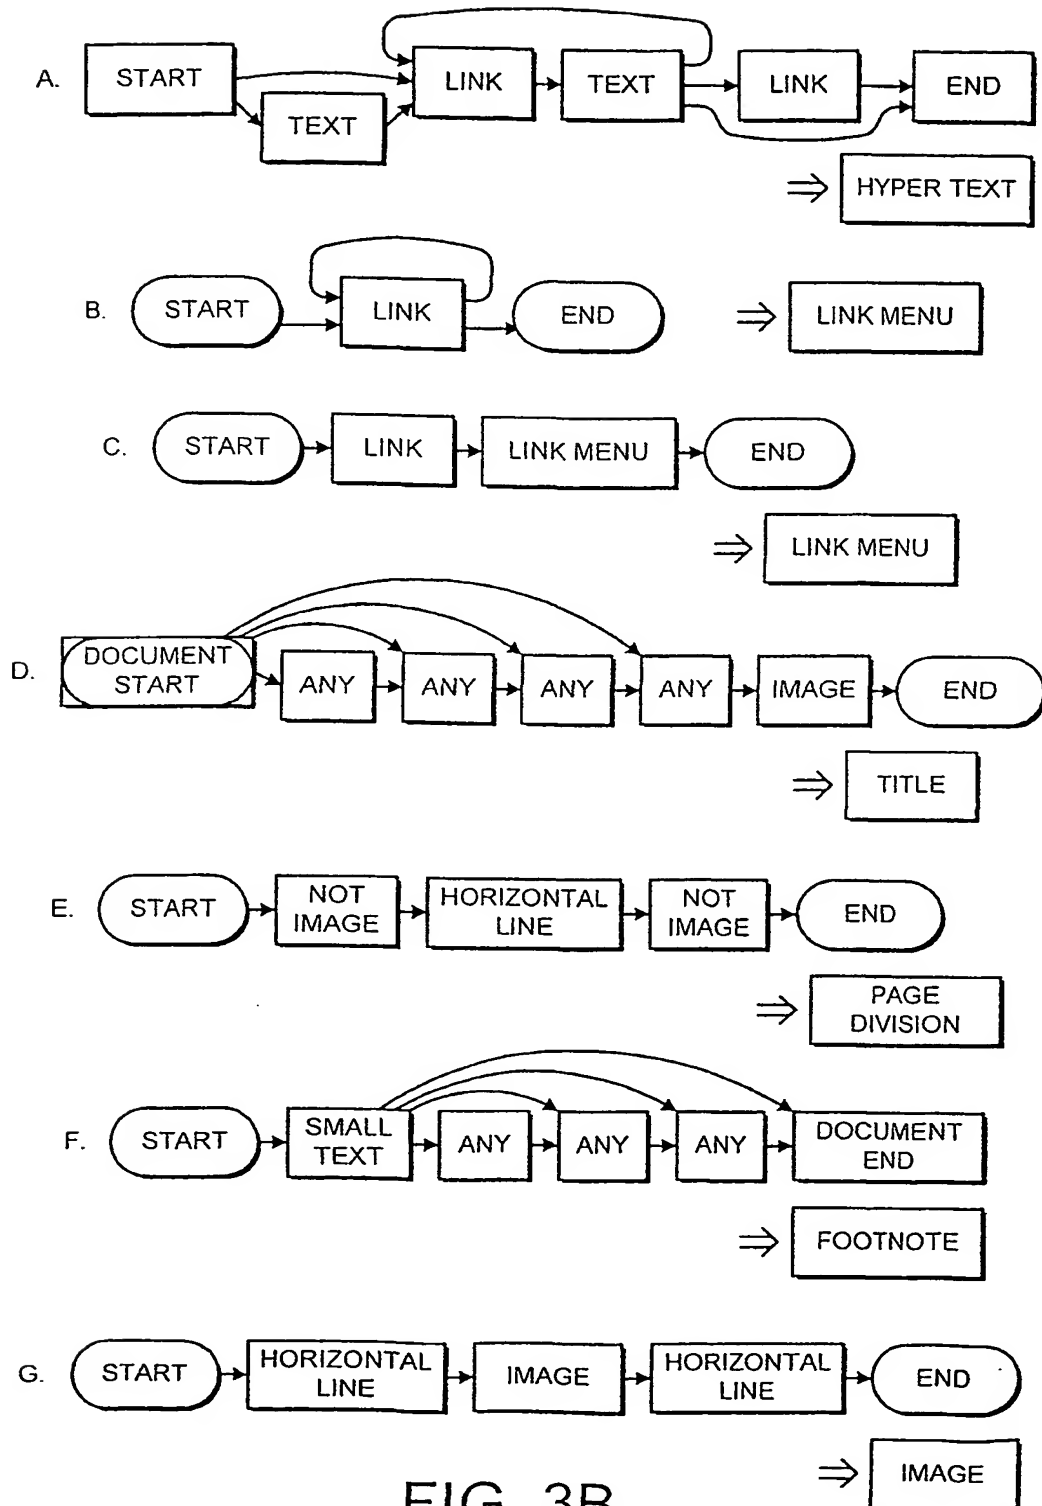 A. START LINK TEXT LINK END
TEXT
HYPER TEXT
B. START LINK END LINK MENU
C. START LINK LINK MENU END
LINK MENU
D. DOCUMENT
START ANY ANY ANY ANY IMAGE END
TITLE
E. START NOT
IMAGE HORIZONTAL
LINE NOT
IMAGE END
PAGE
DIVISION
F. START SMALL
TEXT ANY ANY ANY DOCUMENT
END
FOOTNOTE
G. START HORIZONTAL
LINE IMAGE HORIZONTAL
LINE END
IMAGE
FIG. 3B